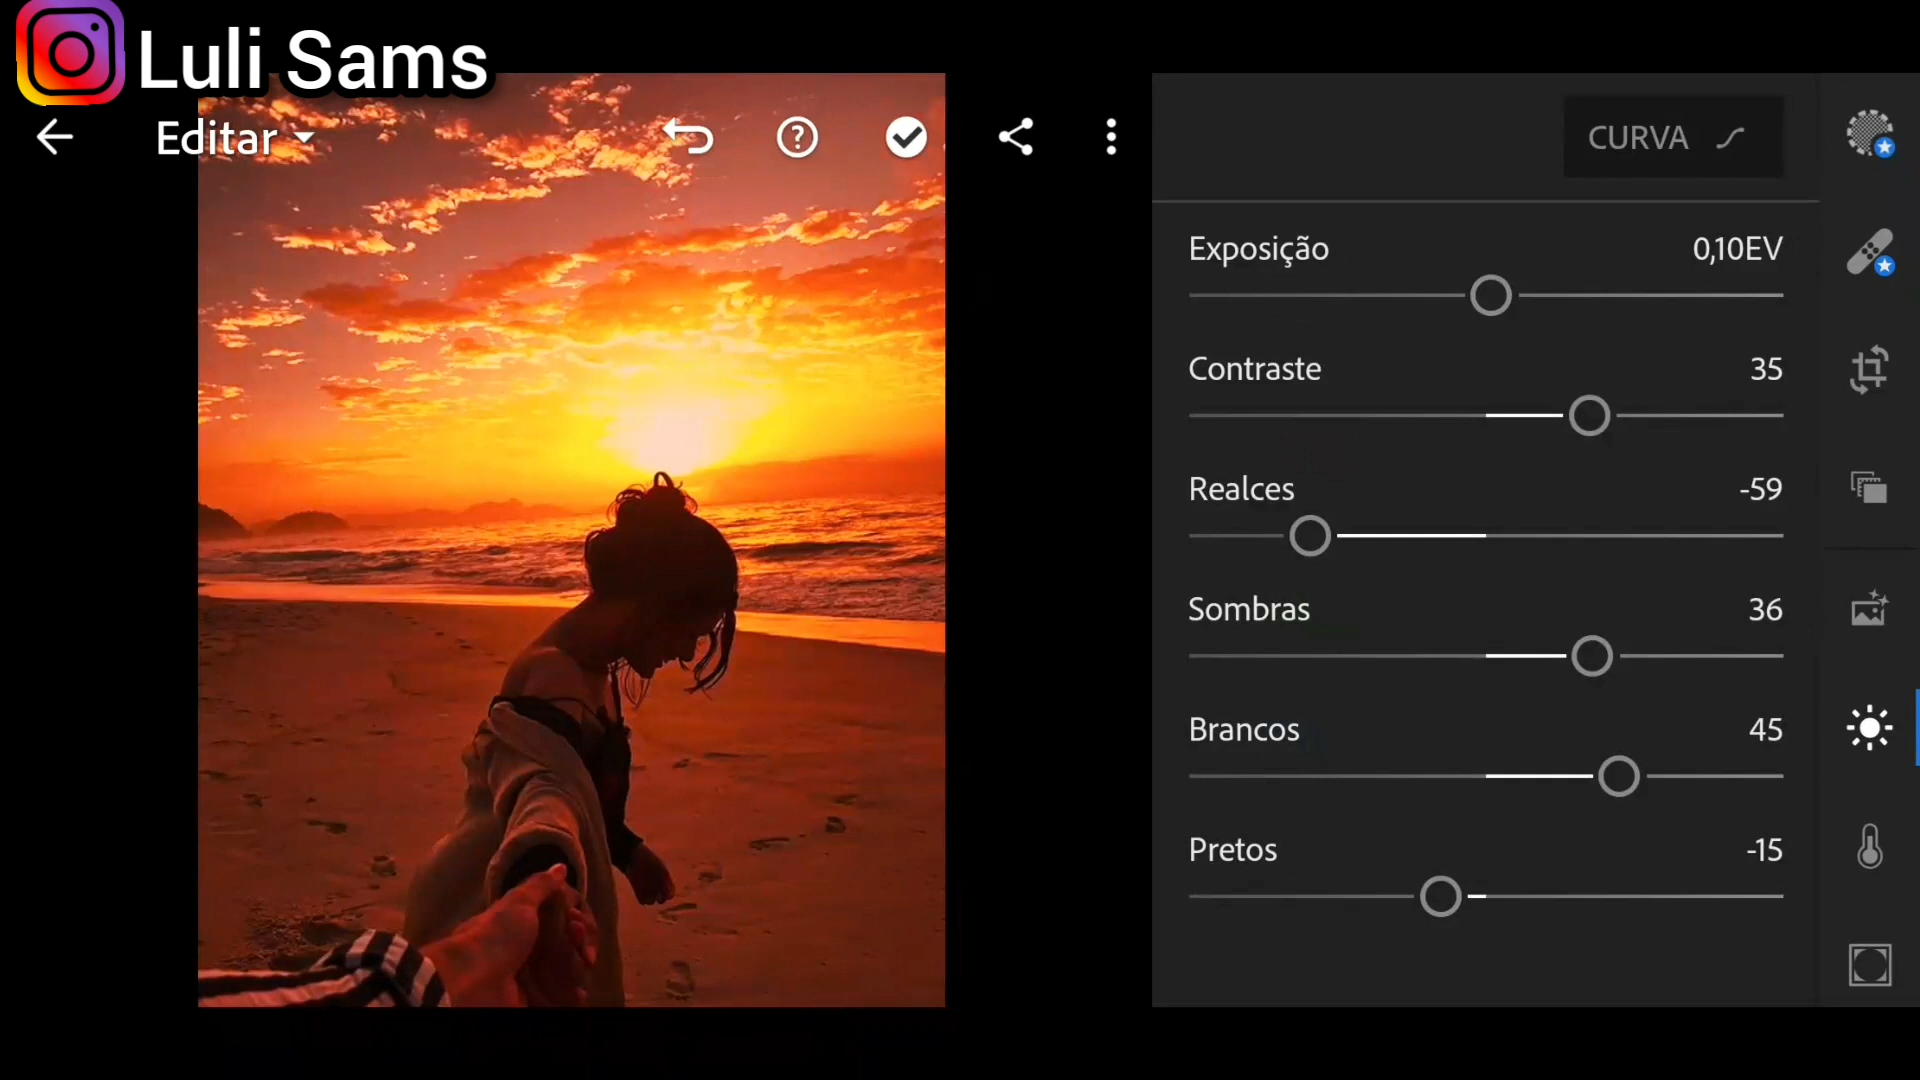 Luli Sams
Editar
CURVA
Exposição 0,10EV
Contraste 35
Realces -59
Sombras 36
Brancos 45
Pretos -15